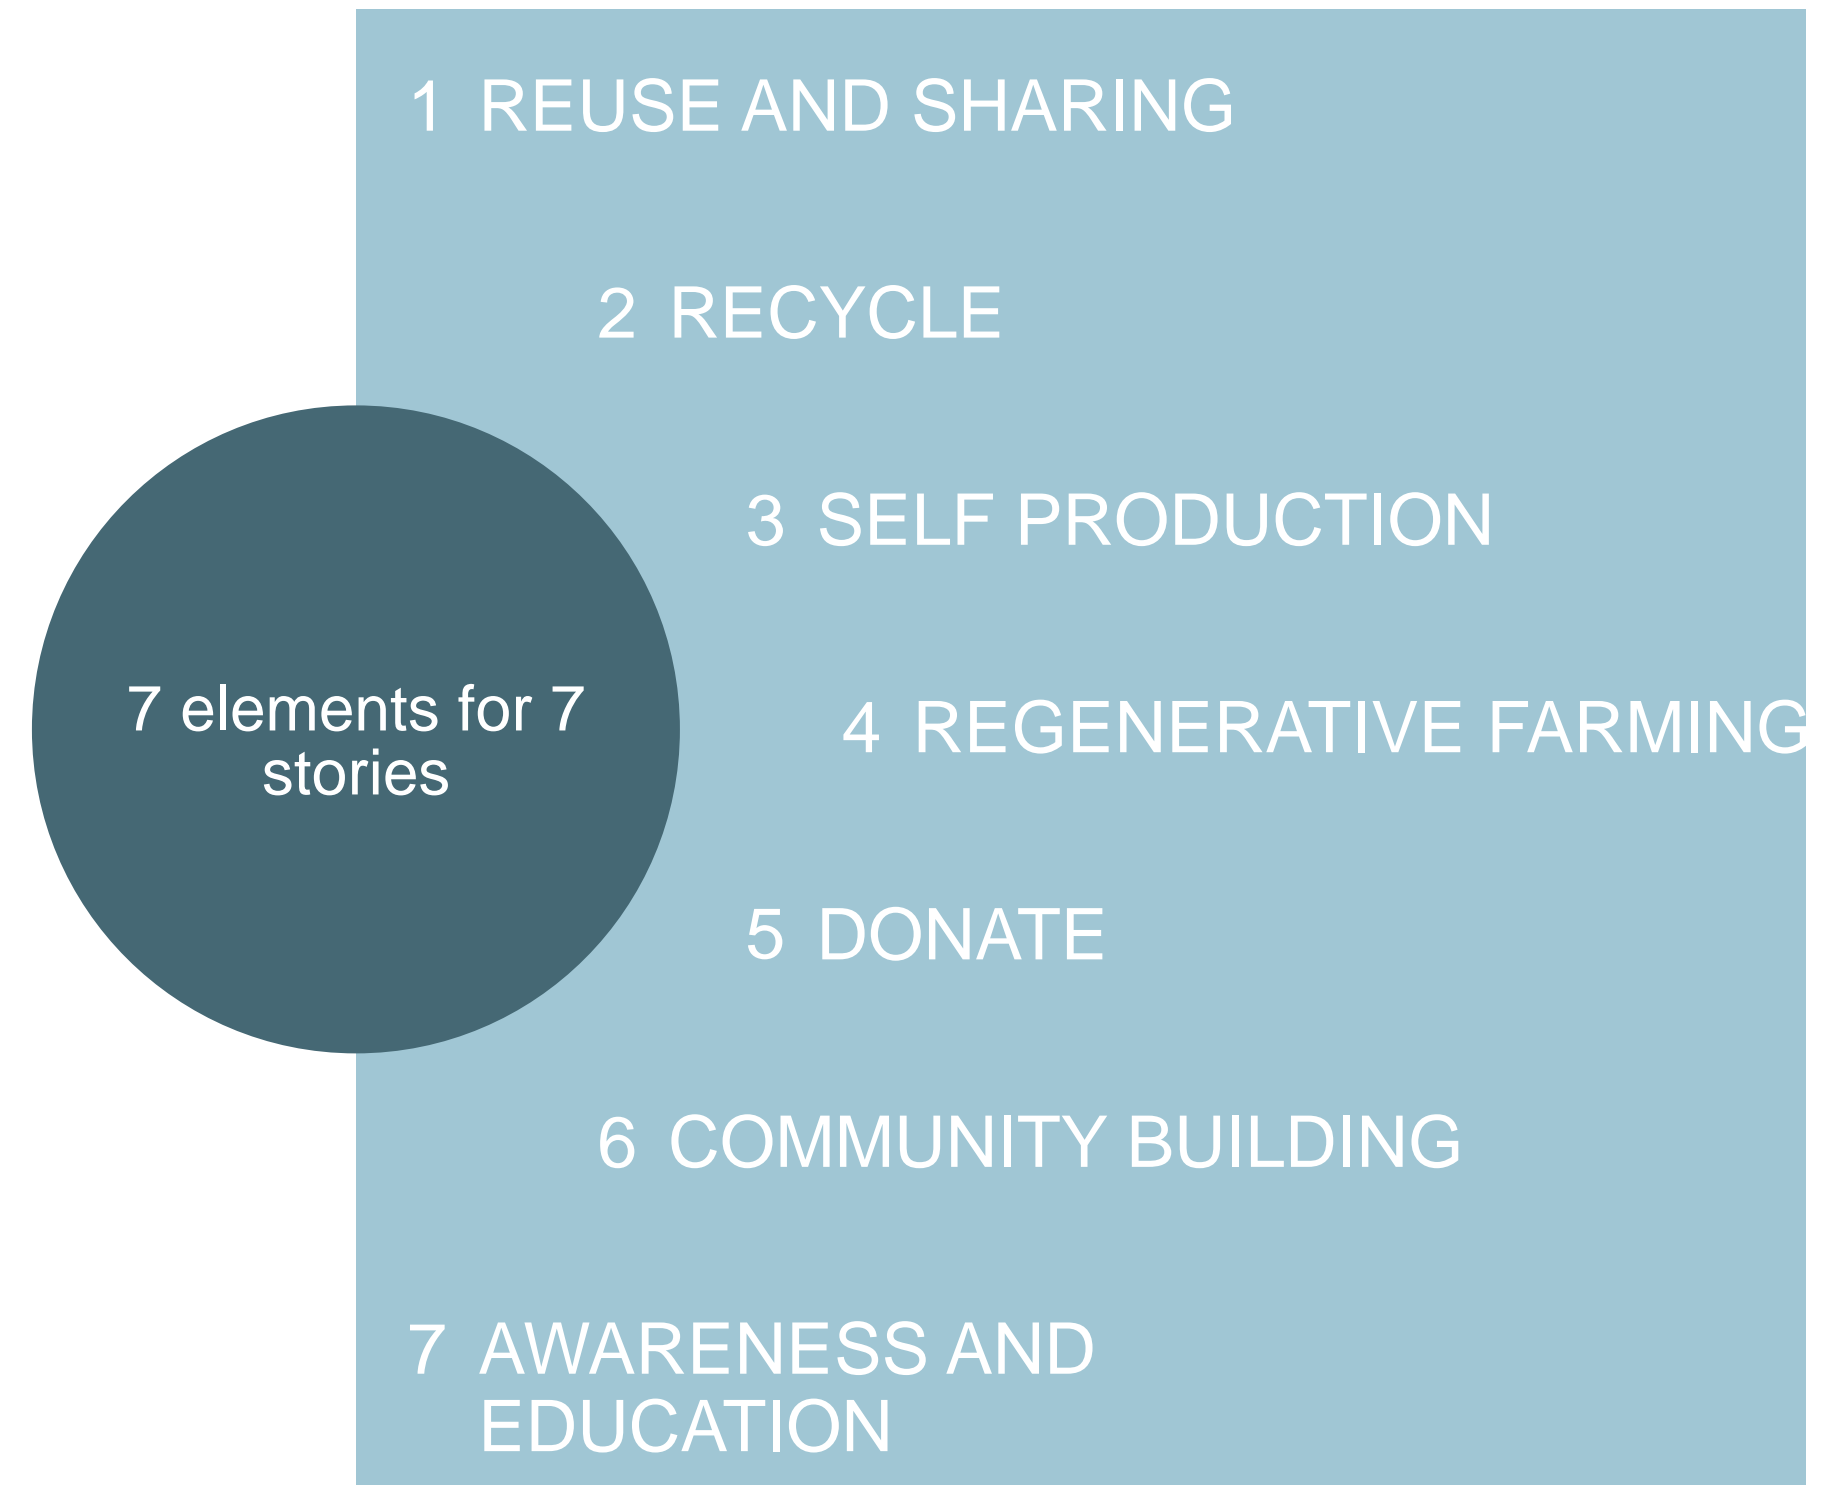 1 REUSE AND SHARING
2 RECYCLE
3 SELF PRODUCTION
7 elements for 7
stories
4 REGENERATIVE FARMING
5 DONATE
6 COMMUNITY BUILDING
7 AWARENESS AND
EDUCATION